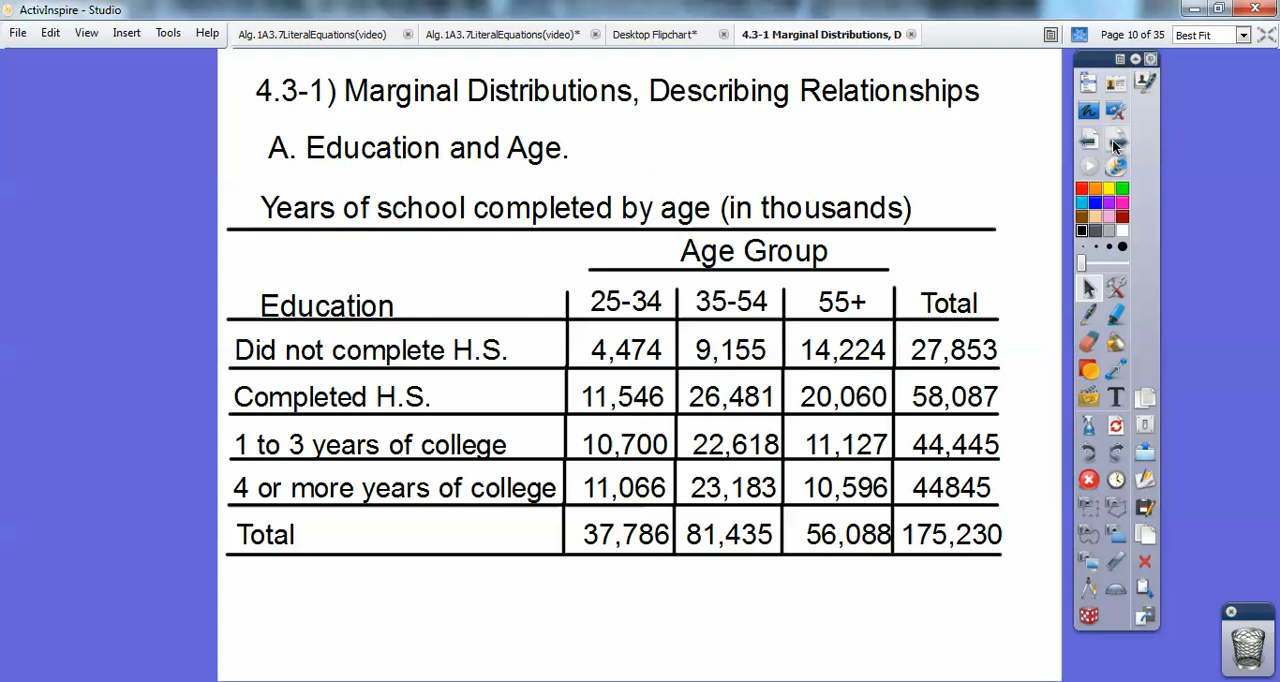 ActivInspire - Studio
File Edit View Insert Tools Help Alg. 1A3.7LiteralEquations(video) Alg. 1A3.7LiteralEquations(video)* Desktop Flipchart* 4.3-1 Marginal Distributions, D Page 10 of 35 Best Fit
4.3-1) Marginal Distributions, Describing Relationships
A. Education and Age.
Years of school completed by age (in thousands)
Age Group
Education 25-34 35-54 55+ Total
Did not complete H.S. 4,474 9,155 14,224 27,853
Completed H.S. 11,546 26,481 20,060 58,087
1 to 3 years of college 10,700 22,618 11,127 44,445
4 or more years of college 11,066 23,183 10,596 44845
Total 37,786 81,435 56,088 175,230
T